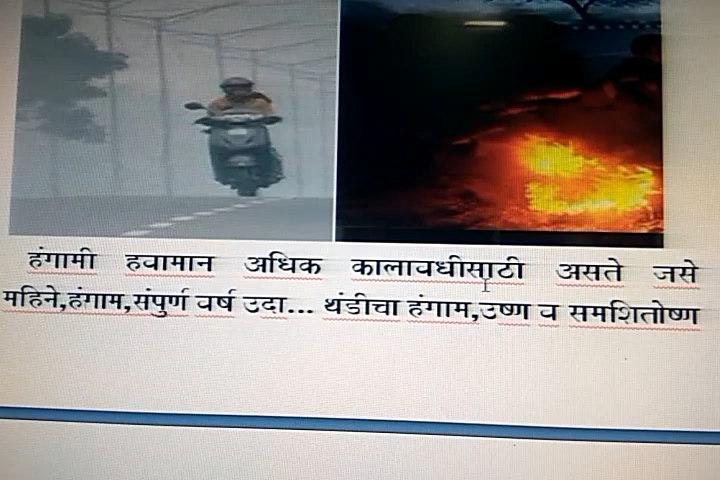 हंगामी हवामान अधिक कालावधीसाठी असते जसे
महिने,हंगाम,संपुर्ण वर्ष उदा... थंडीचा हंगाम,उष्ण व समशितोष्ण